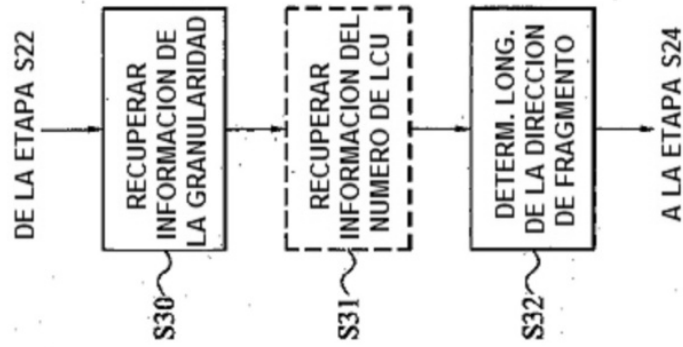 DE LA ETAPA S22
RECUPERAR
INFORMACION DE
LA GRANULARIDAD
S30
RECUPERAR
INFORMACION DEL
NUMERO DE LCU
S31
DETERM. LONG.
DE LA DIRECCION
DE FRAGMENTO
S32
A LA ETAPA S24